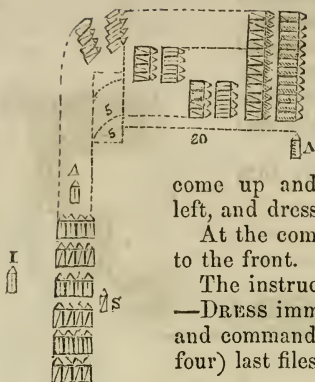 5
5
20
A
A
come up and
left, and dress
At the com
to the front.
The instruc
—DRESS imm
and command
four) last files
I
S